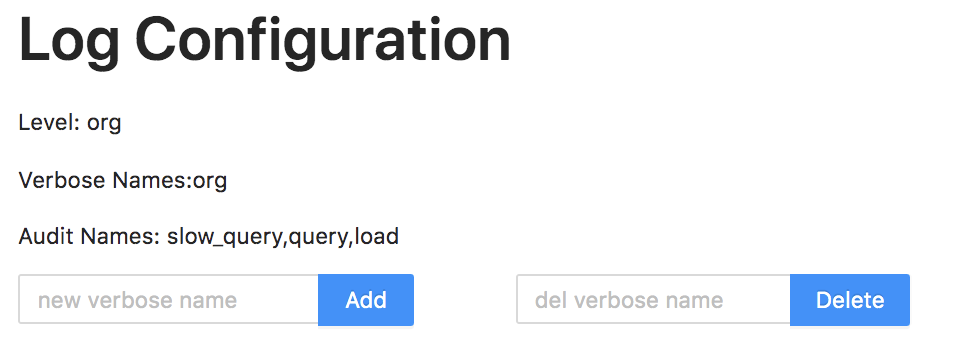 Log Configuration
Level: org
Verbose Names:org
Audit Names: slow_query,query,load
new verbose name Add del verbose name Delete